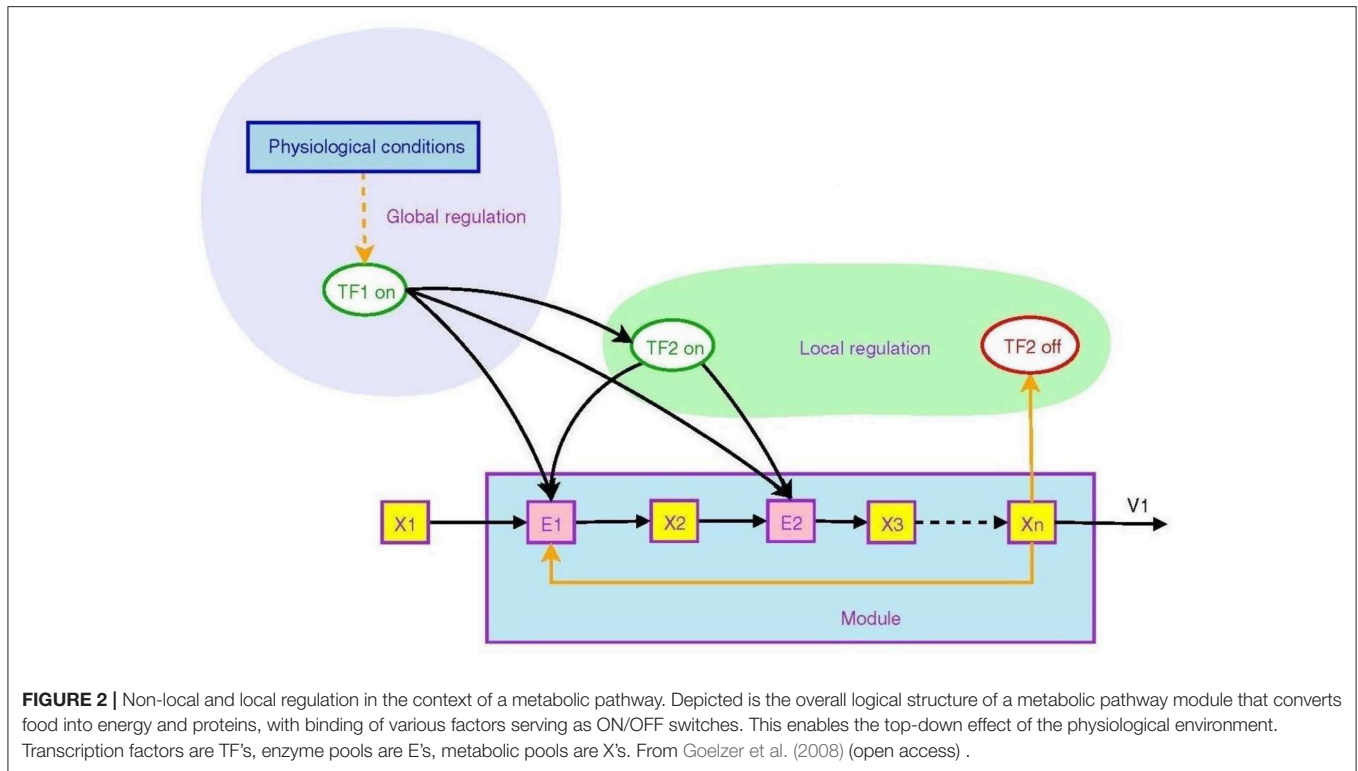 Physiological conditions
Global regulation
TF1 on
TF2 on
Local regulation
TF2 off
X1
E1
X2
E2
X3
Xn
V1
Module
FIGURE 2 | Non-local and local regulation in the context of a metabolic pathway. Depicted is the overall logical structure of a metabolic pathway module that converts
food into energy and proteins, with binding of various factors serving as ON/OFF switches. This enables the top-down effect of the physiological environment.
Transcription factors are TF's, enzyme pools are E's, metabolic pools are X's. From Goelzer et al. (2008) (open access) .